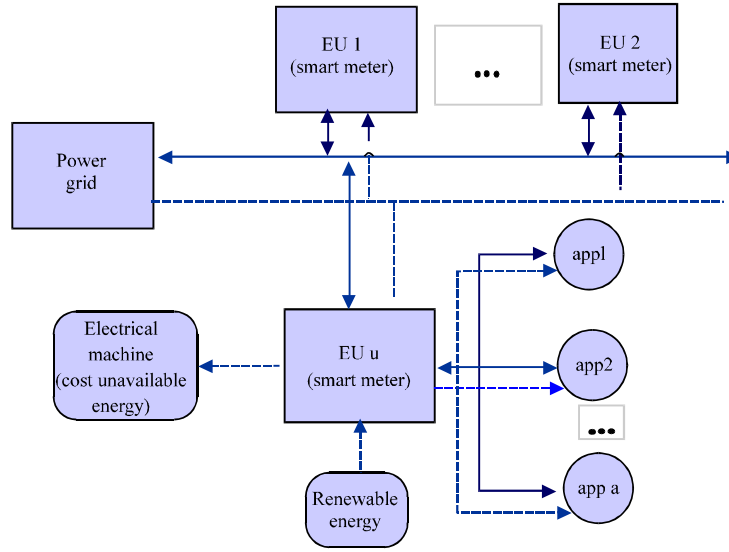 EU 1
(smart meter)
...
EU 2
(smart meter)
Power
grid
app1
Electrical
machine
(cost unavailable
energy)
EU u
(smart meter)
app2
...
Renewable
energy
app a